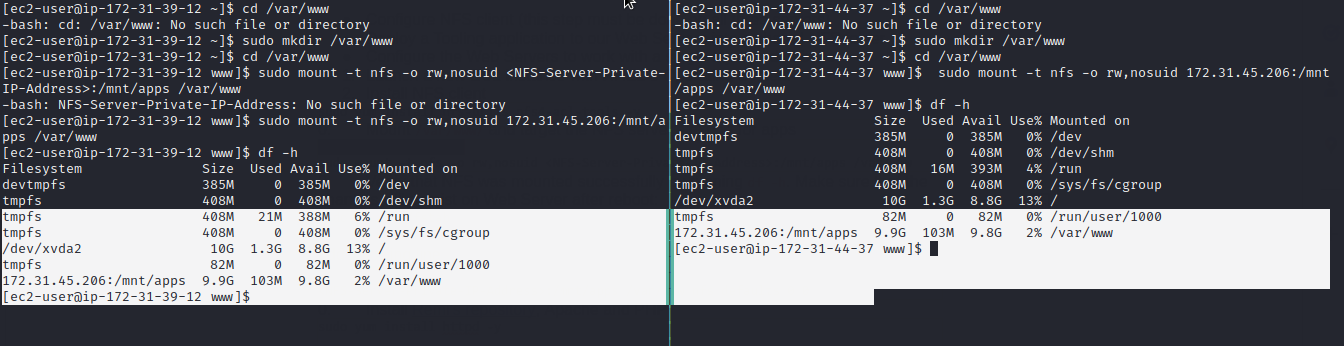 [ec2-user@ip-172-31-39-12 ~]$ cd /var/www
-bash: cd: /var/www: No such file or directory
[ec2-user@ip-172-31-39-12 ~]$ sudo mkdir /var/www
[ec2-user@ip-172-31-39-12 ~]$ cd /var/www
[ec2-user@ip-172-31-39-12 www]$ sudo mount -t nfs -o rw,nosuid <NFS-Server-Private-
IP-Address>:/mnt/apps /var/www
-bash: NFS-Server-Private-IP-Address: No such file or directory
[ec2-user@ip-172-31-39-12 www]$ sudo mount -t nfs -o rw,nosuid 172.31.45.206:/mnt/a
pps /var/www
[ec2-user@ip-172-31-39-12 www]$ df -h
Filesystem               Size  Used Avail Use% Mounted on
devtmpfs                 385M     0  385M   0% /dev
tmpfs                    408M     0  408M   0% /dev/shm
tmpfs                    408M   21M  388M   6% /run
tmpfs                    408M     0  408M   0% /sys/fs/cgroup
/dev/xvda2                10G  1.3G  8.8G  13% /
tmpfs                     82M     0   82M   0% /run/user/1000
172.31.45.206:/mnt/apps  9.9G  103M  9.8G   2% /var/www
[ec2-user@ip-172-31-39-12 www]$
[ec2-user@ip-172-31-44-37 ~]$ cd /var/www
-bash: cd: /var/www: No such file or directory
[ec2-user@ip-172-31-44-37 ~]$ sudo mkdir /var/www
[ec2-user@ip-172-31-44-37 ~]$ cd /var/www
[ec2-user@ip-172-31-44-37 www]$  sudo mount -t nfs -o rw,nosuid 172.31.45.206:/mnt
/apps /var/www
[ec2-user@ip-172-31-44-37 www]$ df -h
Filesystem               Size  Used Avail Use% Mounted on
devtmpfs                 385M     0  385M   0% /dev
tmpfs                    408M     0  408M   0% /dev/shm
tmpfs                    408M   16M  393M   4% /run
tmpfs                    408M     0  408M   0% /sys/fs/cgroup
/dev/xvda2                10G  1.3G  8.8G  13% /
tmpfs                     82M     0   82M   0% /run/user/1000
172.31.45.206:/mnt/apps  9.9G  103M  9.8G   2% /var/www
[ec2-user@ip-172-31-44-37 www]$